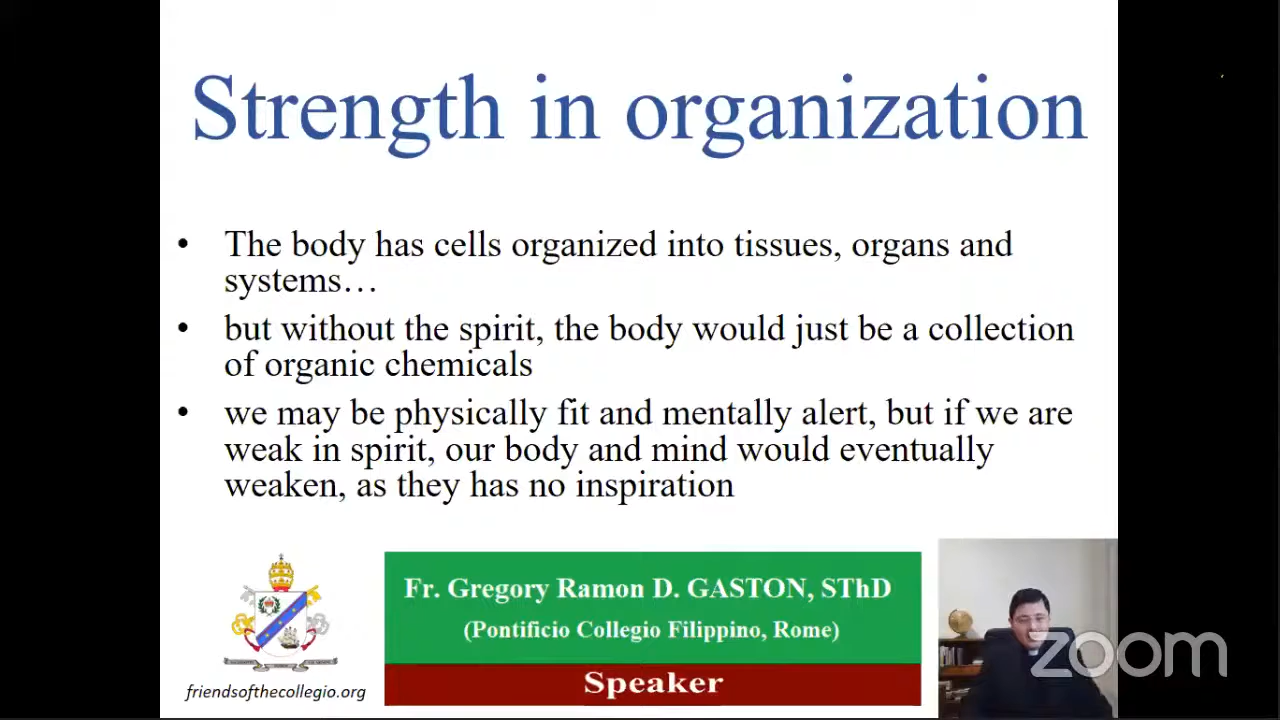 Strength in organization
• The body has cells organized into tissues, organs and
systems…
• but without the spirit, the body would just be a collection
of organic chemicals
• we may be physically fit and mentally alert, but if we are
weak in spirit, our body and mind would eventually
weaken, as they has no inspiration
friendsofthecollegio.org
Fr. Gregory Ramon D. GASTON, SThD
(Pontificio Collegio Filippino, Rome)
Speaker
zoom